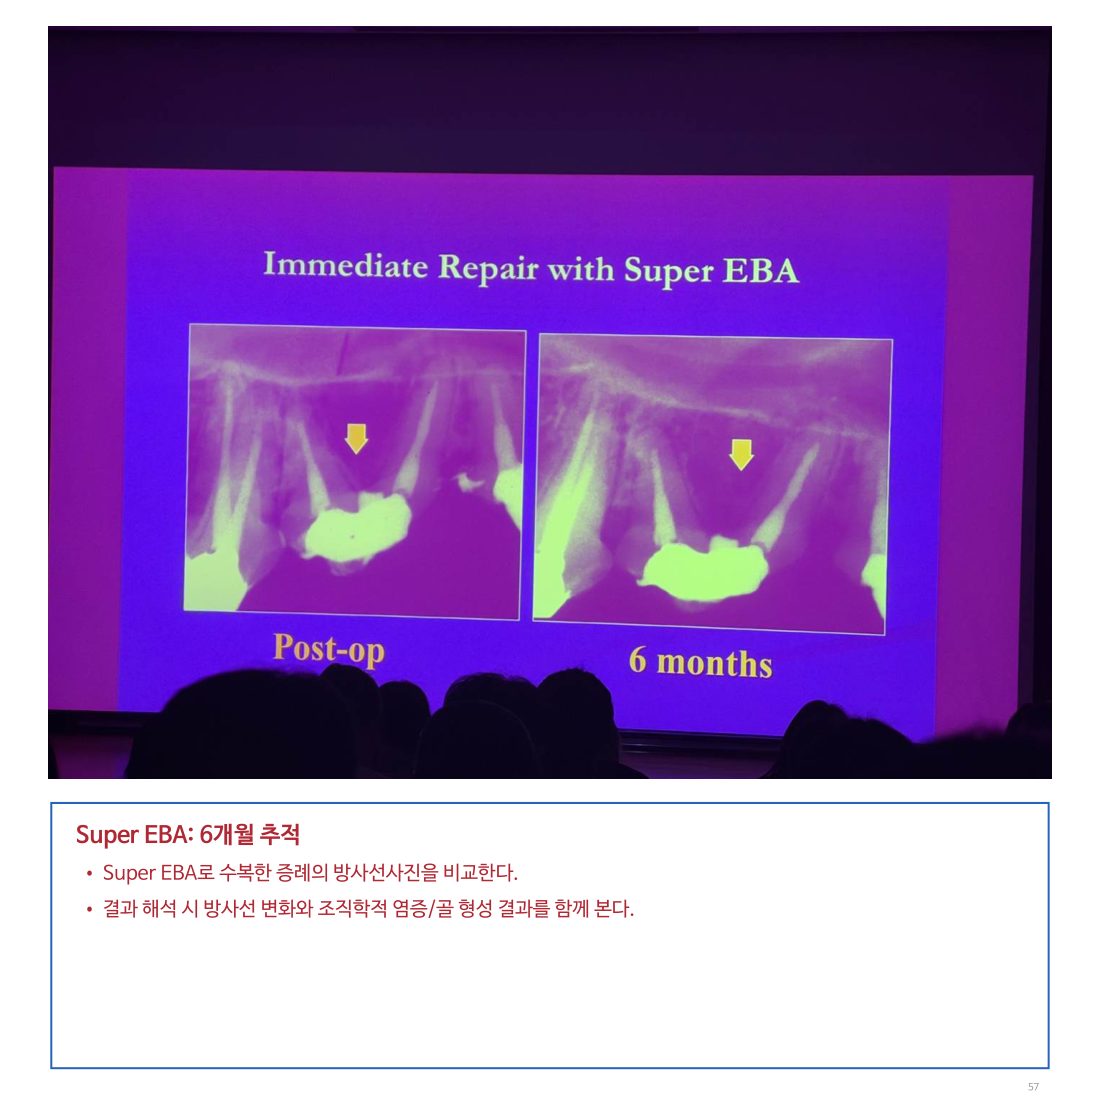 Immediate Repair with Super EBA
Post-op
6 months
Super EBA: 6개월 추적
• Super EBA로 수복한 증례의 방사선사진을 비교한다.
• 결과 해석 시 방사선 변화와 조직학적 염증/골 형성 결과를 함께 본다.
57